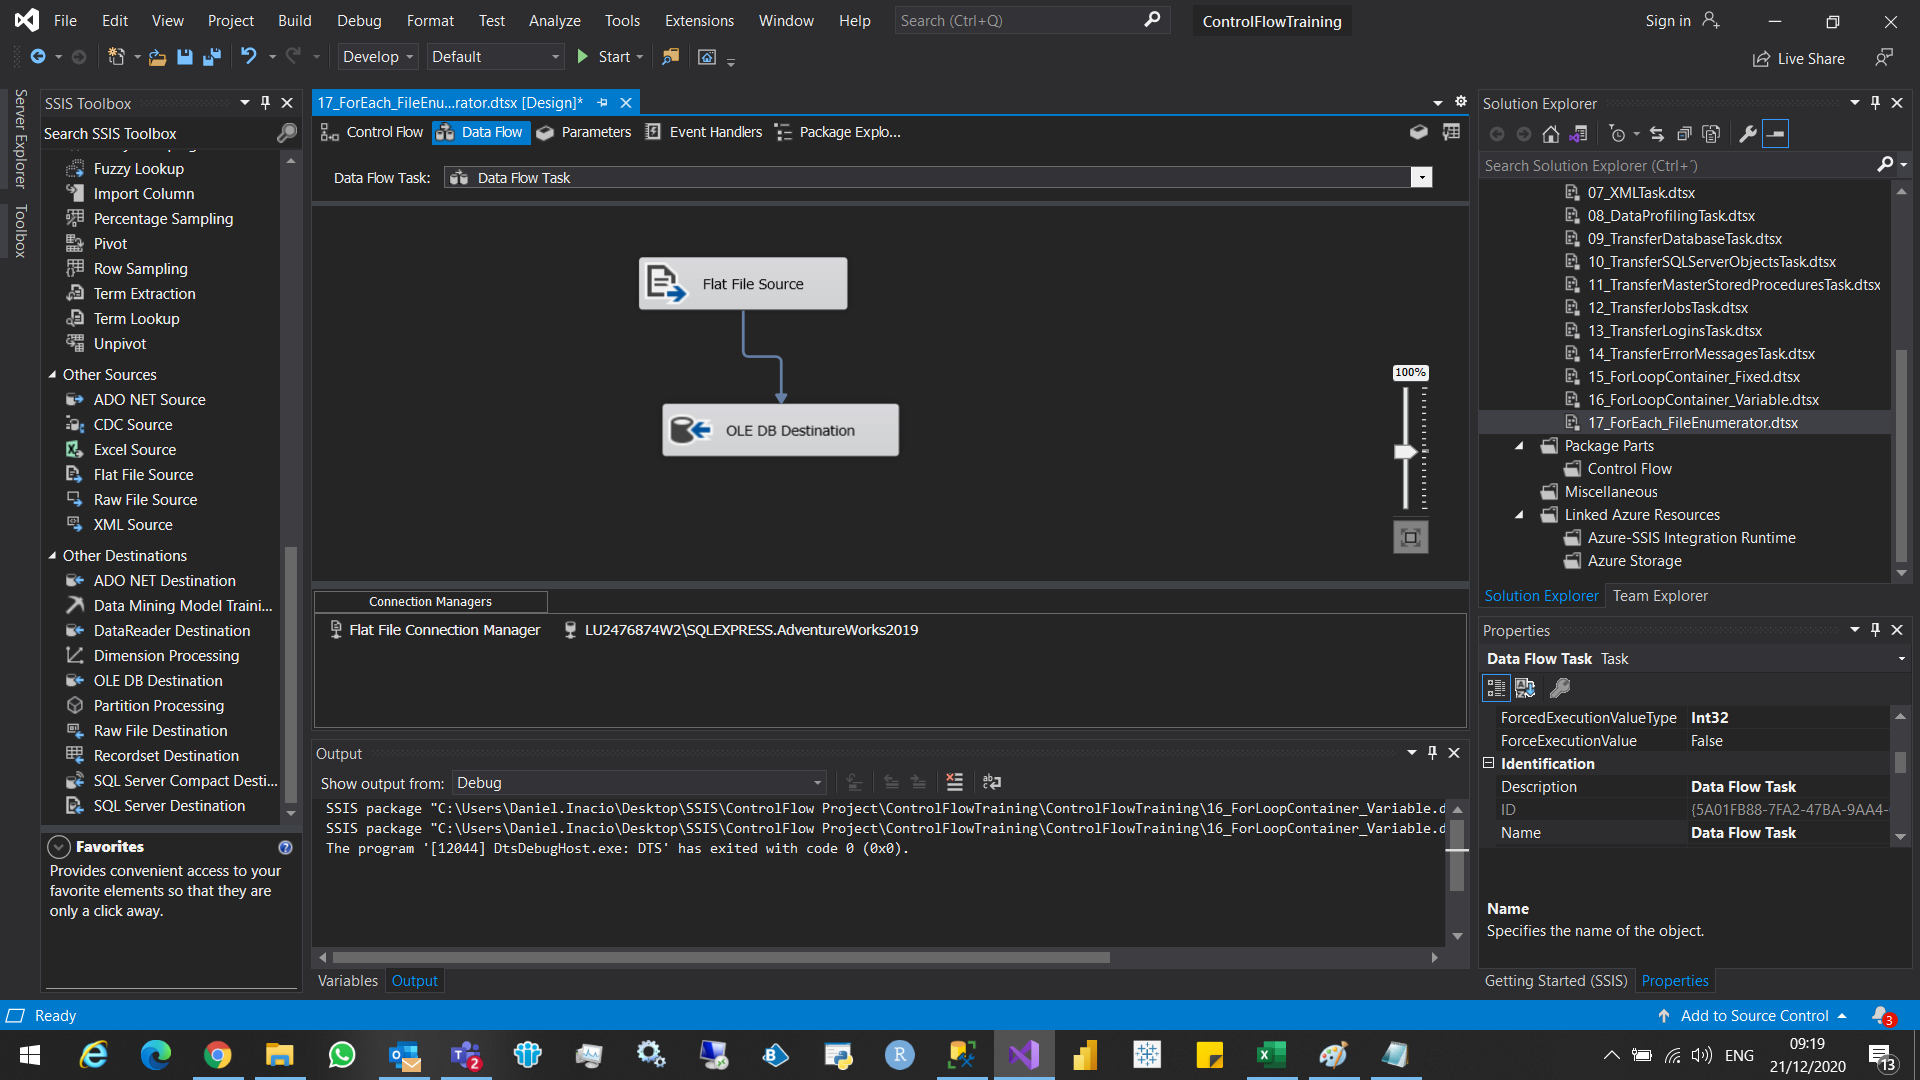 File Edit View Project Build Debug Format Test Analyze Tools Extensions Window Help Search (Ctrl+Q) ControlFlowTraining Sign in
Develop Default Start Live Share
Server Explorer
Toolbox
SSIS Toolbox
Search SSIS Toolbox
Fuzzy Lookup
Import Column
Percentage Sampling
Pivot
Row Sampling
Term Extraction
Term Lookup
Unpivot
Other Sources
ADO NET Source
CDC Source
Excel Source
Flat File Source
Raw File Source
XML Source
Other Destinations
ADO NET Destination
Data Mining Model Traini...
DataReader Destination
Dimension Processing
OLE DB Destination
Partition Processing
Raw File Destination
Recordset Destination
SQL Server Compact Desti...
SQL Server Destination
Favorites
Provides convenient access to your
favorite elements so that they are
only a click away.
17_ForEach_FileEnu...rator.dtsx [Design]*
Control Flow Data Flow Parameters Event Handlers Package Explo...
Data Flow Task: Data Flow Task
Flat File Source
OLE DB Destination
100%
Connection Managers
Flat File Connection Manager LU2476874W2\SQLEXPRESS.AdventureWorks2019
Output
Show output from: Debug
SSIS package "C:\Users\Daniel.Inacio\Desktop\SSIS\ControlFlow Project\ControlFlowTraining\ControlFlowTraining\16_ForLoopContainer_Variable.d
SSIS package "C:\Users\Daniel.Inacio\Desktop\SSIS\ControlFlow Project\ControlFlowTraining\ControlFlowTraining\16_ForLoopContainer_Variable.d
The program '[12044] DtsDebugHost.exe: DTS' has exited with code 0 (0x0).
Variables Output
Solution Explorer
Search Solution Explorer (Ctrl+´)
07_XMLTask.dtsx
08_DataProfilingTask.dtsx
09_TransferDatabaseTask.dtsx
10_TransferSQLServerObjectsTask.dtsx
11_TransferMasterStoredProceduresTask.dtsx
12_TransferJobsTask.dtsx
13_TransferLoginsTask.dtsx
14_TransferErrorMessagesTask.dtsx
15_ForLoopContainer_Fixed.dtsx
16_ForLoopContainer_Variable.dtsx
17_ForEach_FileEnumerator.dtsx
Package Parts
Control Flow
Miscellaneous
Linked Azure Resources
Azure-SSIS Integration Runtime
Azure Storage
Solution Explorer Team Explorer
Properties
Data Flow Task Task
ForcedExecutionValueType Int32
ForceExecutionValue False
Identification
Description Data Flow Task
ID {5A01FB88-7FA2-47BA-9AA4-
Name Data Flow Task
Name
Specifies the name of the object.
Getting Started (SSIS) Properties
Ready Add to Source Control 3
2 ENG 09:19
21/12/2020 13